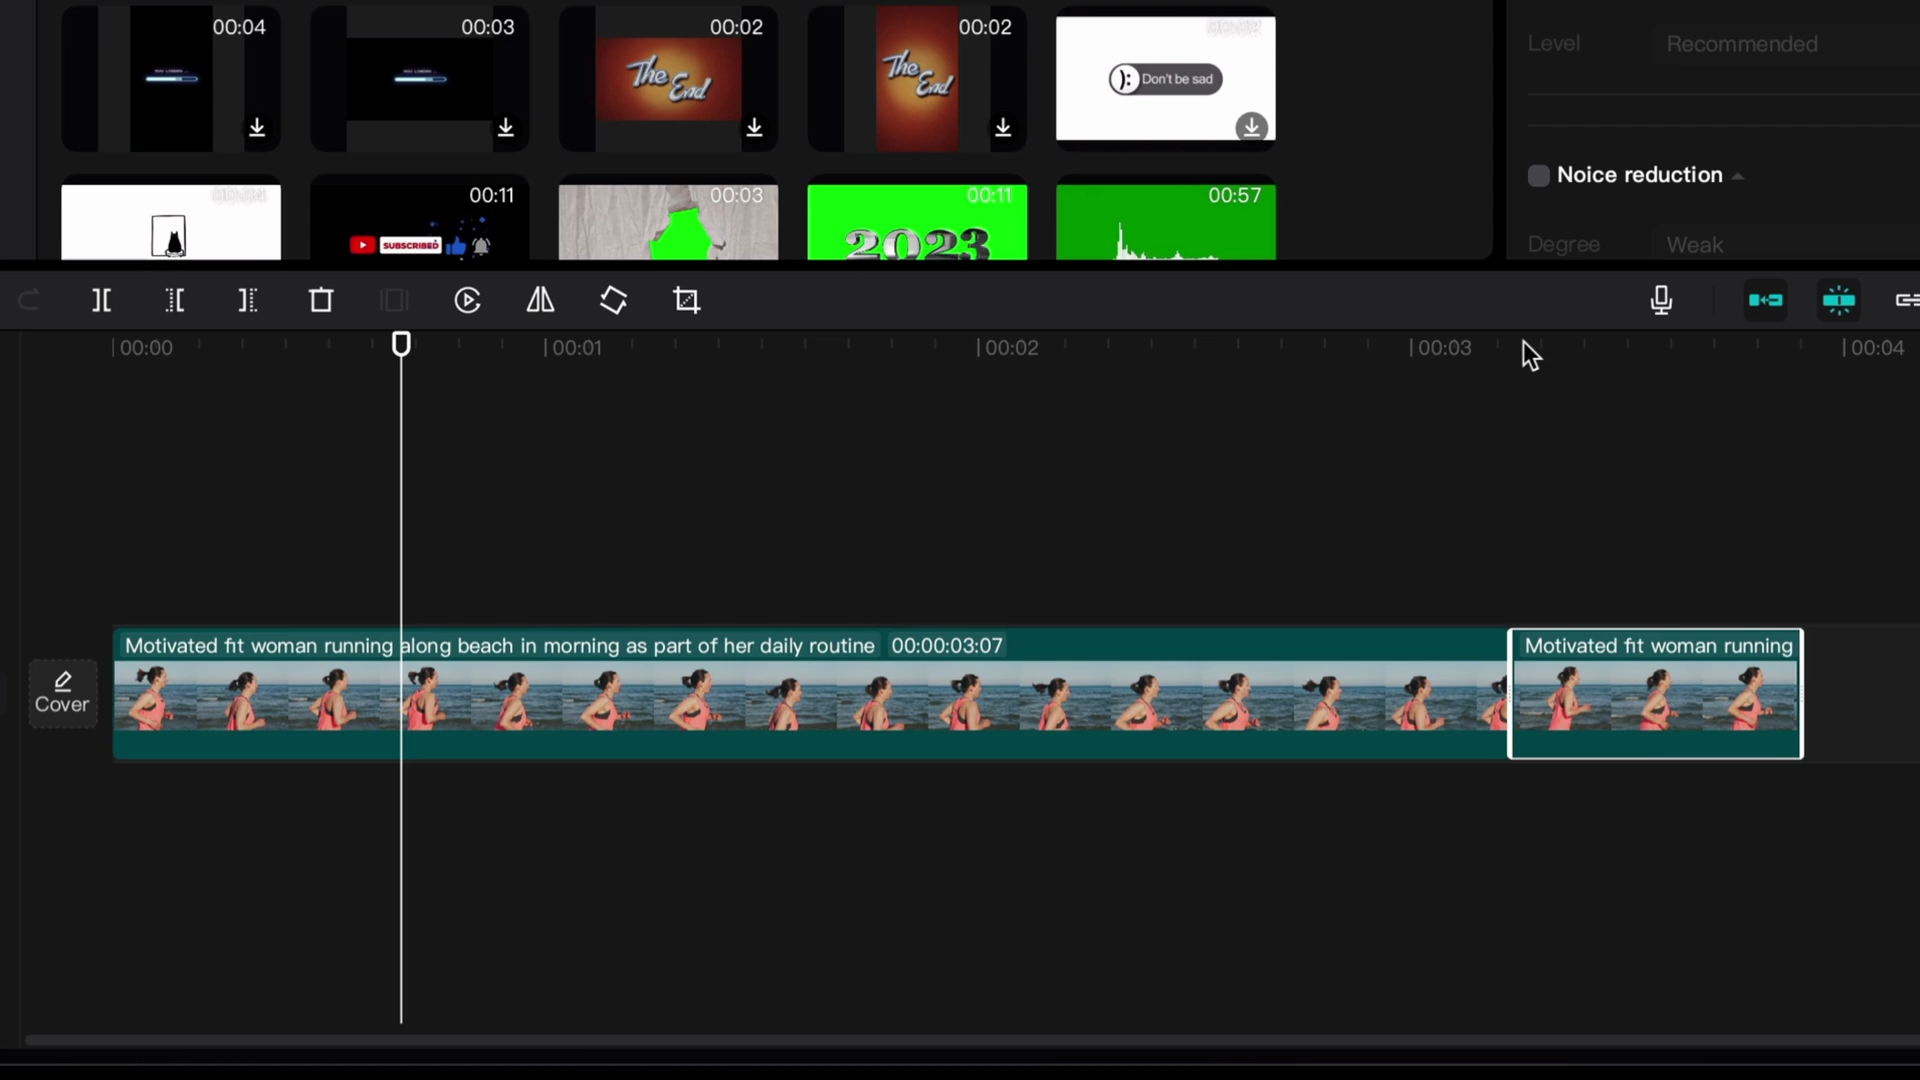 00:04 00:03 00:02 00:02
Level Recommended
The End The End
):
Don't be sad
Noice reduction
00:11 00:03 00:11 00:57
SUBSCRIBED
2023
Degree Weak
00:00 00:01 00:02 00:03 00:04
Motivated fit woman running along beach in morning as part of her daily routine 00:00:03:07 Motivated fit woman running
Cover